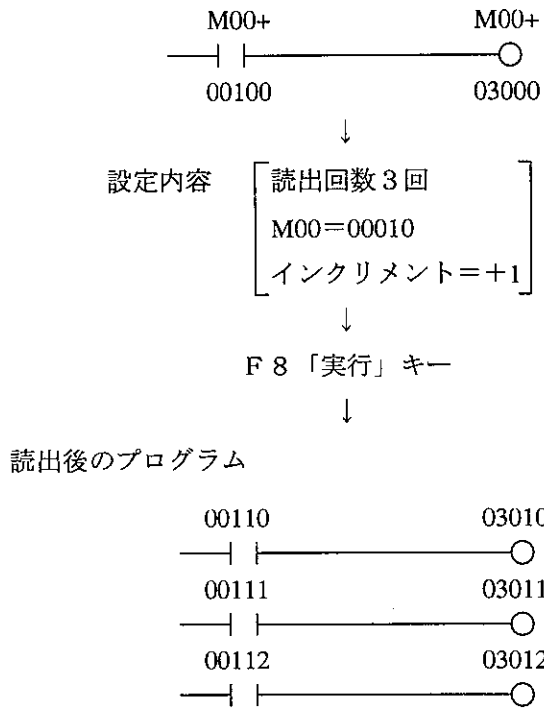 M00+ M00+
00100 03000
↓
設定内容 読出回数3回
M00=00010
インクリメント=+1
↓
F8「実行」キー
↓
読出後のプログラム
00110 03010
00111 03011
00112 03012